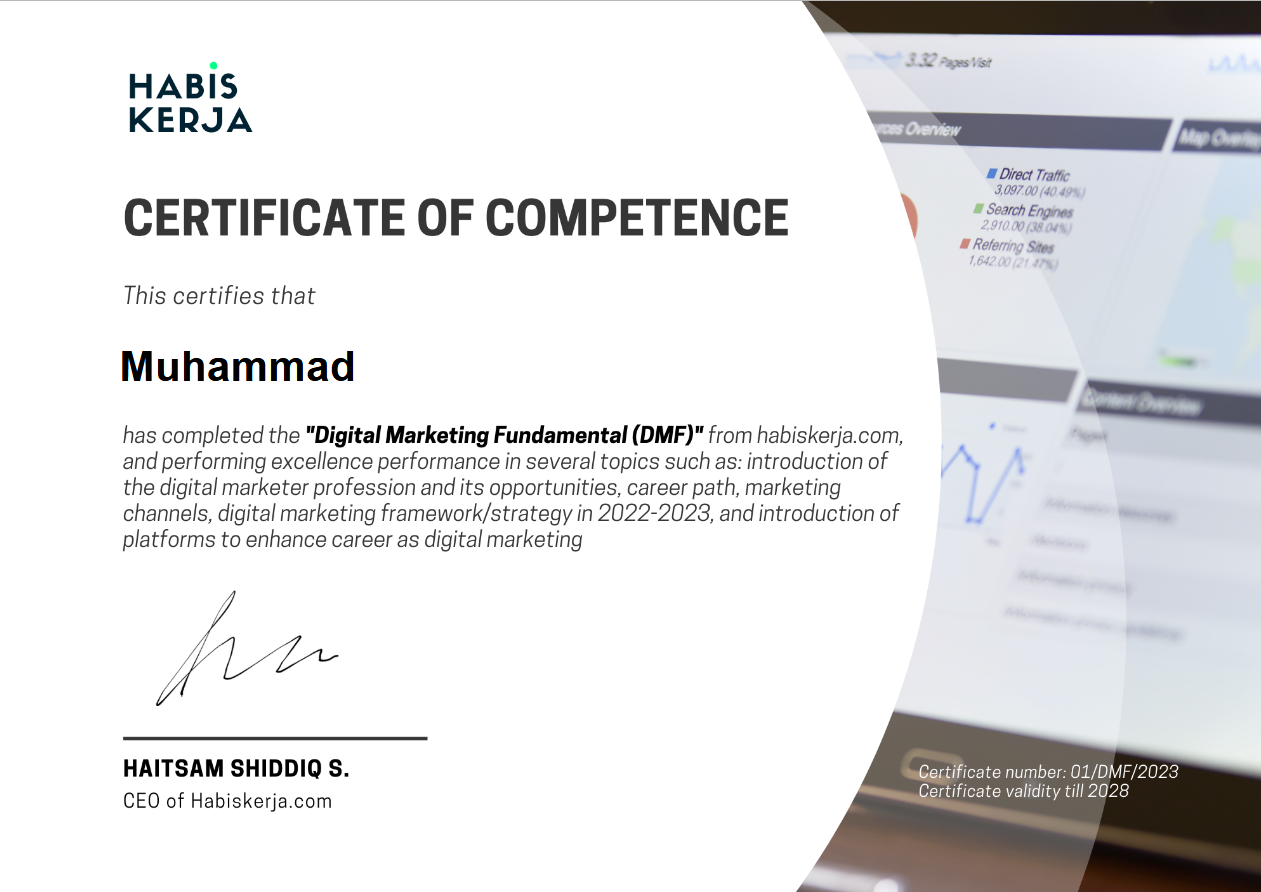 HABIS
KERJA
CERTIFICATE OF COMPETENCE
This certifies that
Muhammad
has completed the "Digital Marketing Fundamental (DMF)" from habiskerja.com,
and performing excellence performance in several topics such as: introduction of
the digital marketer profession and its opportunities, career path, marketing
channels, digital marketing framework/strategy in 2022-2023, and introduction of
platforms to enhance career as digital marketing
HAITSAM SHIDDIQ S.
CEO of Habiskerja.com
3.32 Pages/Visit
Overview
Map Overlay
Direct Traffic
3,097.00 (40.49%)
Search Engines
2,910.00 (38.04%)
Referring Sites
1,642.00 (21.47%)
Content Overview
Pages
Certificate number: 01/DMF/2023
Certificate validity till 2028